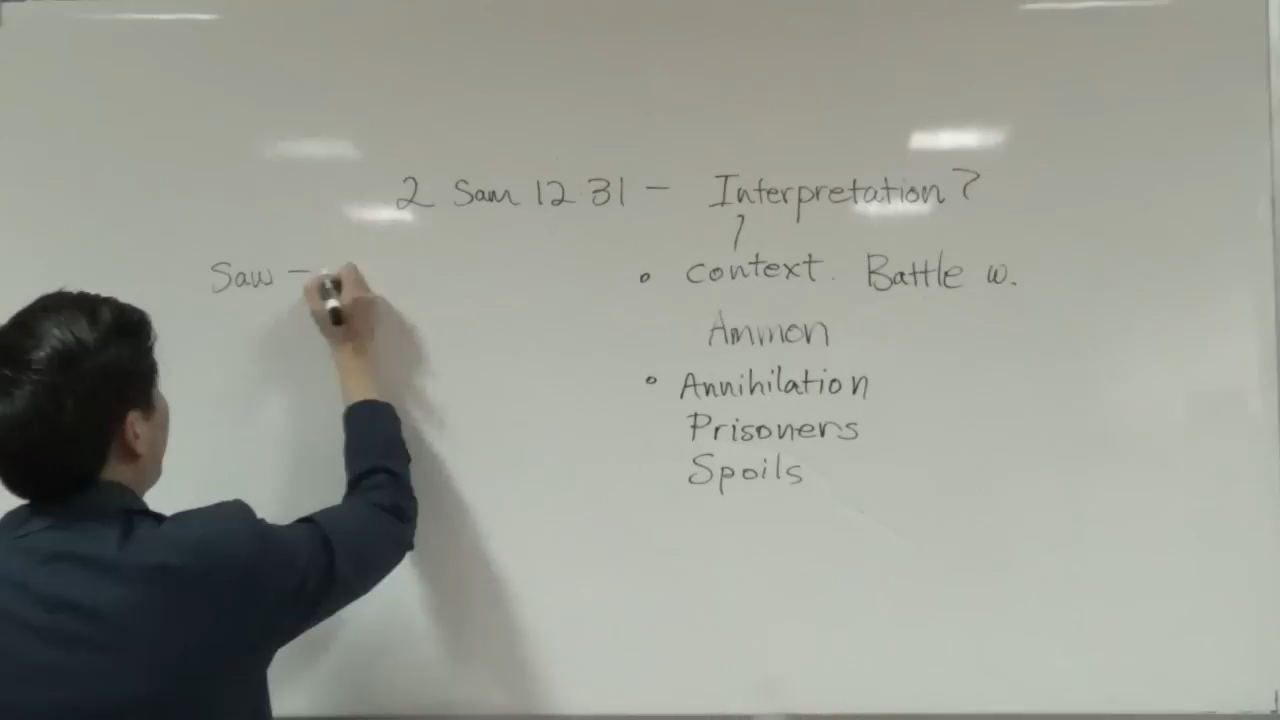 2 Sam 12 31 - Interpretation?
Saw -
• context. Battle w.
Ammon
• Annihilation
Prisoners
Spoils